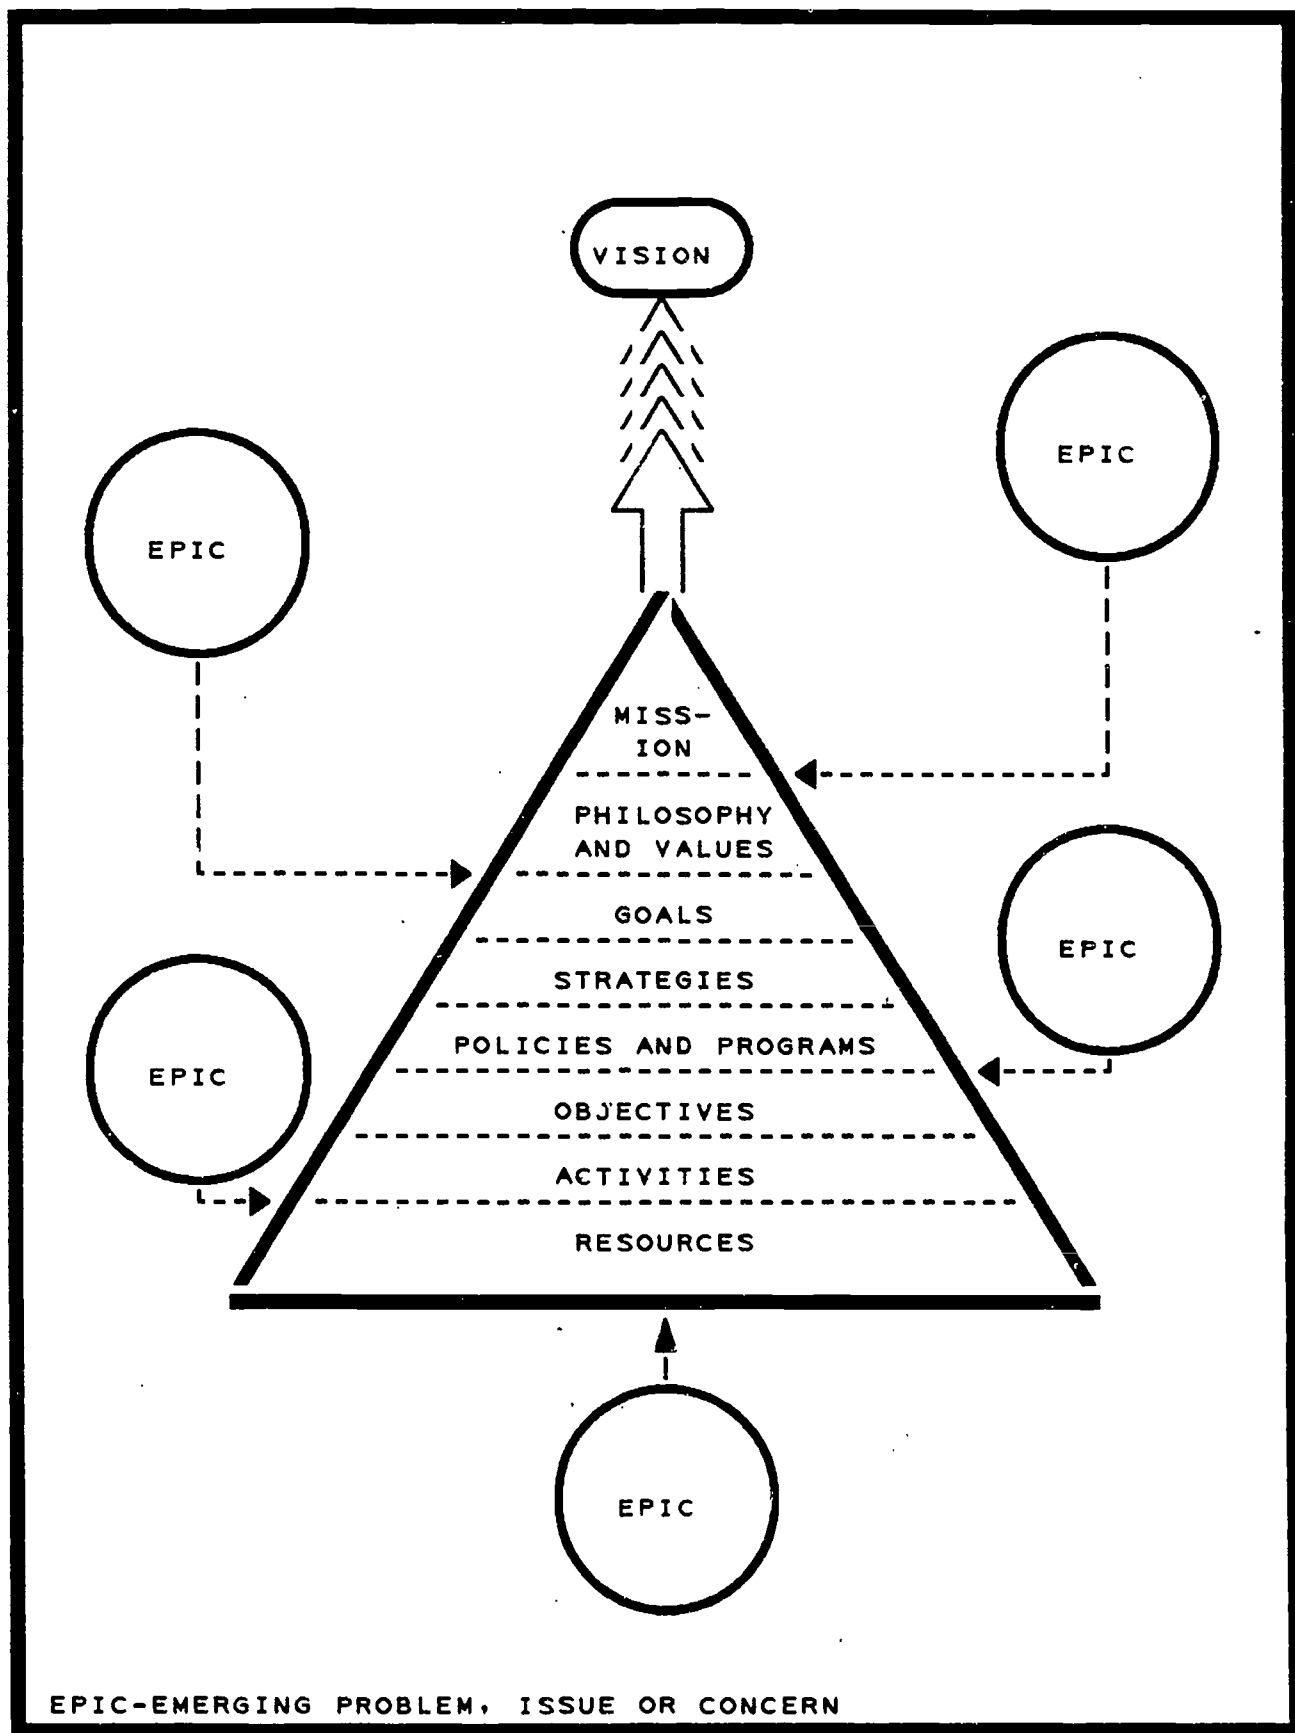 VISION
EPIC
EPIC
MISS-
ION
PHILOSOPHY
AND VALUES
GOALS
EPIC
STRATEGIES
POLICIES AND PROGRAMS
EPIC
OBJECTIVES
ACTIVITIES
RESOURCES
EPIC
EPIC-EMERGING PROBLEM, ISSUE OR CONCERN